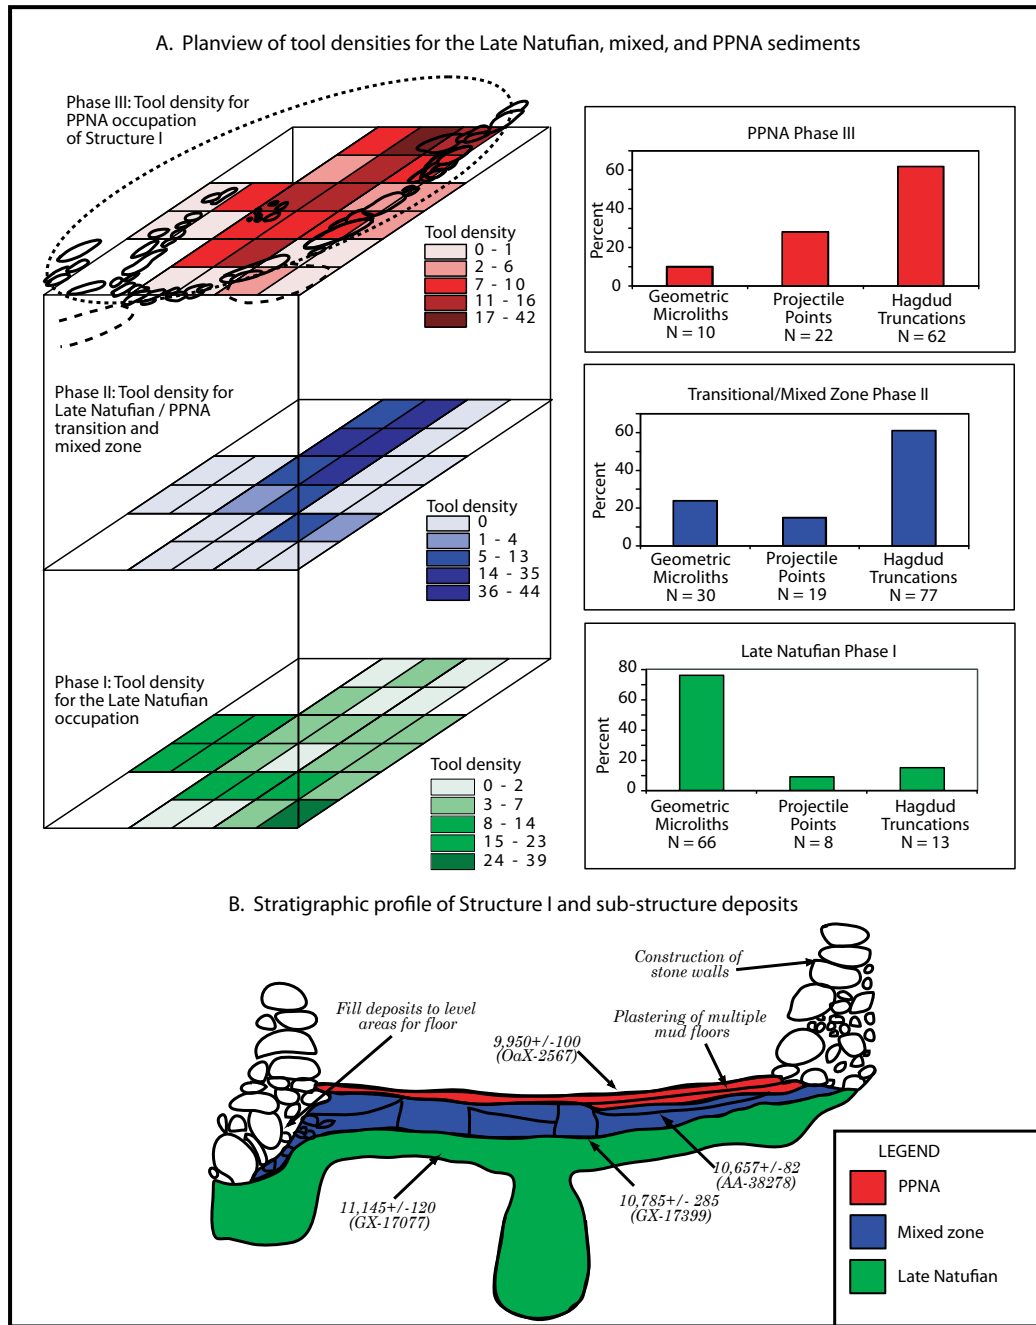 A. Planview of tool densities for the Late Natufian, mixed, and PPNA sediments
Phase III: Tool density for
PPNA occupation
of Structure I
Tool density
0 - 1
2 - 6
7 - 10
11 - 16
17 - 42
PPNA Phase III
Percent
60
40
20
0
Geometric
Microliths
N = 10
Projectile
Points
N = 22
Hagdud
Truncations
N = 62
Phase II: Tool density for
Late Natufian / PPNA
transition and
mixed zone
Tool density
0
1 - 4
5 - 13
14 - 35
36 - 44
Transitional/Mixed Zone Phase II
Percent
60
40
20
0
Geometric
Microliths
N = 30
Projectile
Points
N = 19
Hagdud
Truncations
N = 77
Phase I: Tool density
for the Late Natufian
occupation
Tool density
0 - 2
3 - 7
8 - 14
15 - 23
24 - 39
Late Natufian Phase I
Percent
80
60
40
20
0
Geometric
Microliths
N = 66
Projectile
Points
N = 8
Hagdud
Truncations
N = 13
B. Stratigraphic profile of Structure I and sub-structure deposits
Construction of
stone walls
Fill deposits to level
areas for floor
Plastering of multiple
mud floors
9,950+/-100
(OaX-2567)
10,657+/-82
(AA-38278)
10,785+/- 285
(GX-17399)
11,145+/-120
(GX-17077)
LEGEND
PPNA
Mixed zone
Late Natufian